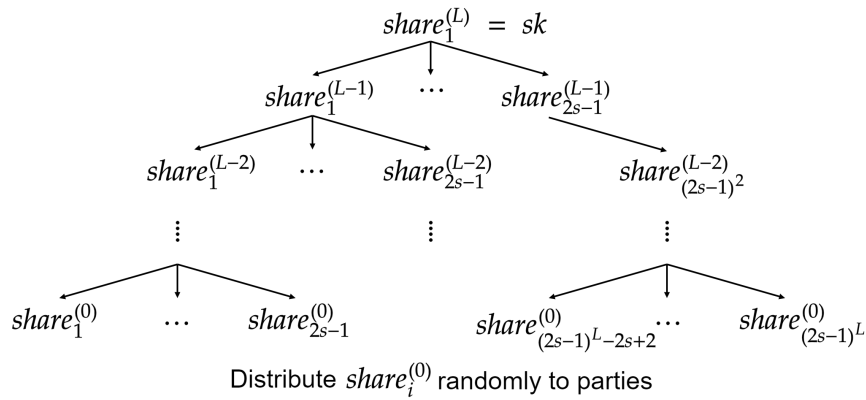 share_1^{(L)} = sk
share_1^{(L-1)} ... share_{2s-1}^{(L-1)}
share_1^{(L-2)} ... share_{2s-1}^{(L-2)} share_{(2s-1)^2}^{(L-2)}
share_1^{(0)} ... share_{2s-1}^{(0)} share_{(2s-1)^L-2s+2}^{(0)} ... share_{(2s-1)^L}^{(0)}
Distribute share_i^{(0)} randomly to parties